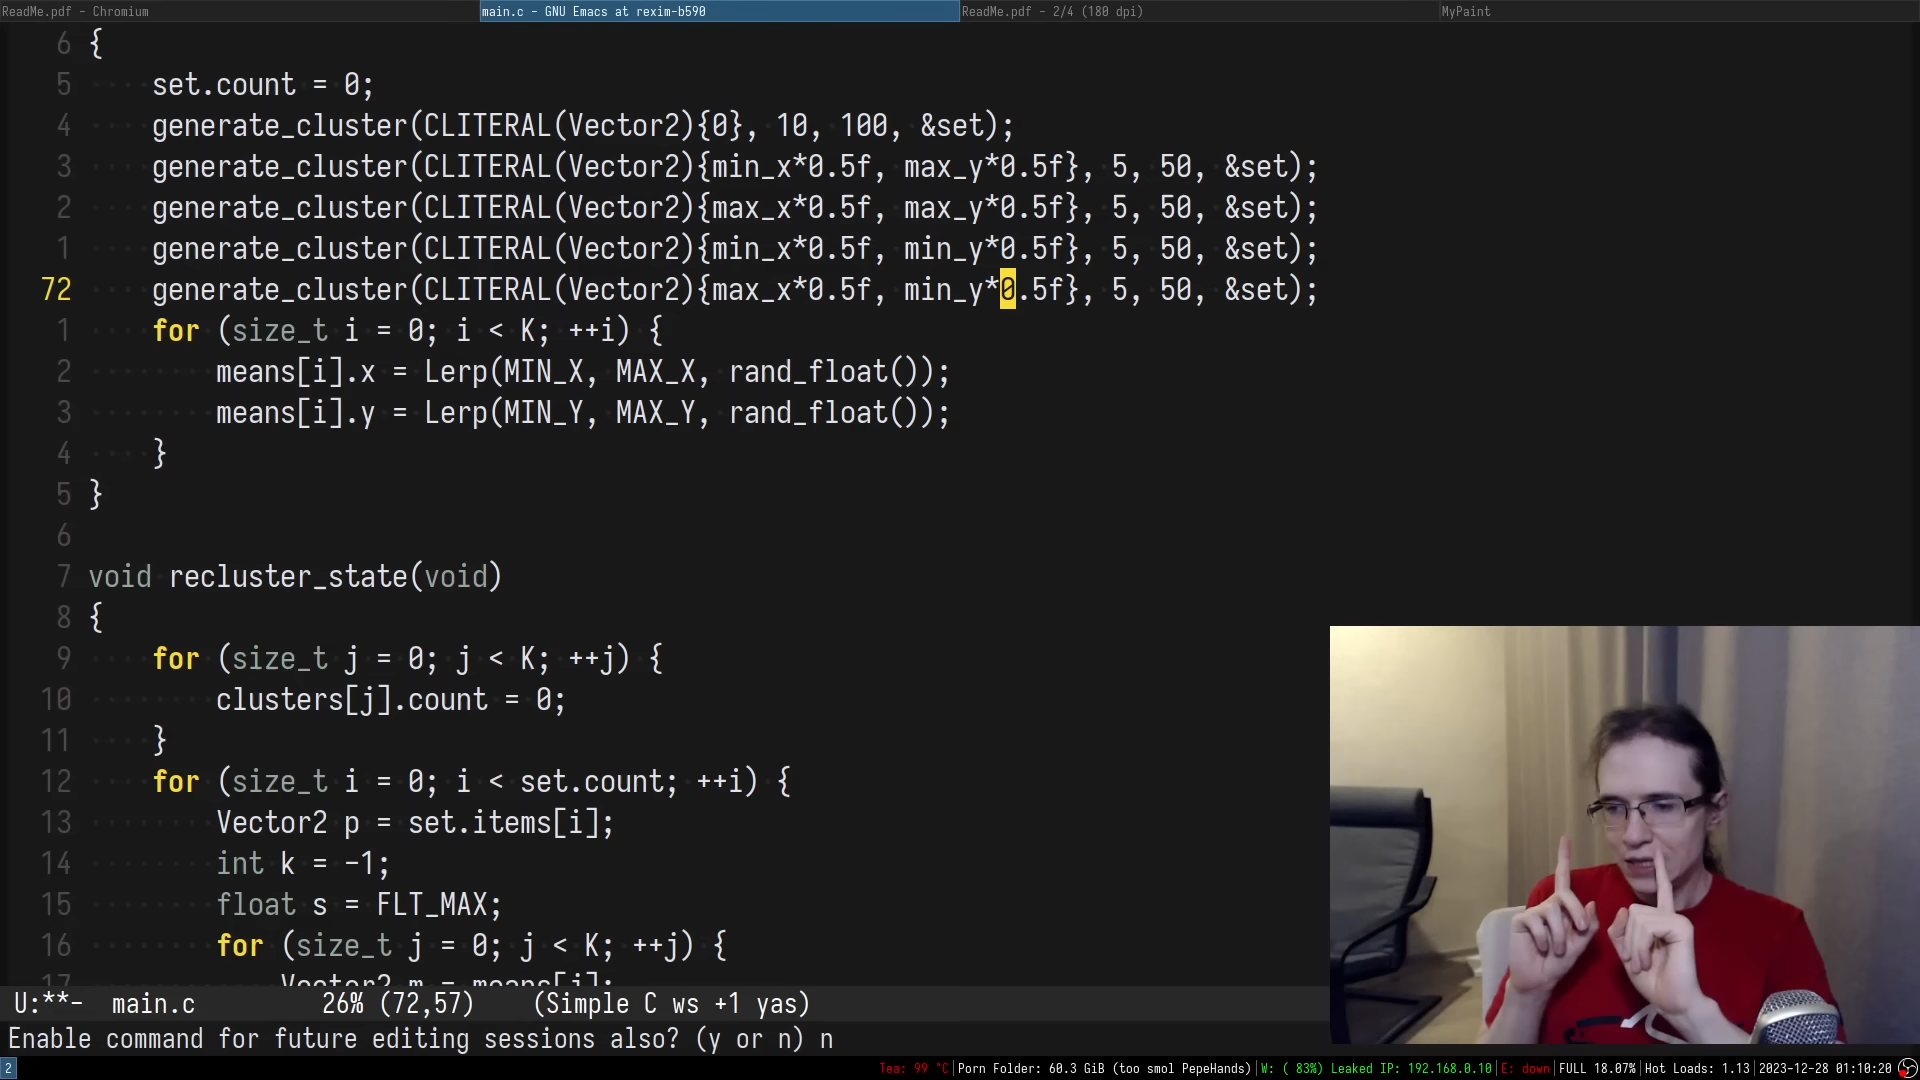 ReadMe.pdf - Chromium
main.c - GNU Emacs at rexim-b590
ReadMe.pdf - 2/4 (180 dpi)
MyPaint
6 {
5 set.count = 0;
4 generate_cluster(CLITERAL(Vector2){0}, 10, 100, &set);
3 generate_cluster(CLITERAL(Vector2){min_x*0.5f, max_y*0.5f}, 5, 50, &set);
2 generate_cluster(CLITERAL(Vector2){max_x*0.5f, max_y*0.5f}, 5, 50, &set);
1 generate_cluster(CLITERAL(Vector2){min_x*0.5f, min_y*0.5f}, 5, 50, &set);
72 generate_cluster(CLITERAL(Vector2){max_x*0.5f, min_y*0.5f}, 5, 50, &set);
1 for (size_t i = 0; i < K; ++i) {
2 means[i].x = Lerp(MIN_X, MAX_X, rand_float());
3 means[i].y = Lerp(MIN_Y, MAX_Y, rand_float());
4 }
5 }
6
7 void recluster_state(void)
8 {
9 for (size_t j = 0; j < K; ++j) {
10 clusters[j].count = 0;
11 }
12 for (size_t i = 0; i < set.count; ++i) {
13 Vector2 p = set.items[i];
14 int k = -1;
15 float s = FLT_MAX;
16 for (size_t j = 0; j < K; ++j) {
17 Vector2 m = means[j];
U:**- main.c 26% (72,57) (Simple C ws +1 yas)
Enable command for future editing sessions also? (y or n) n
2
Tea: 99 °C|Porn Folder: 60.3 GiB (too smol PepeHands)|W: ( 83%) Leaked IP: 192.168.0.10|E: down|FULL 18.07%|Hot Loads: 1.13|2023-12-28 01:10:20